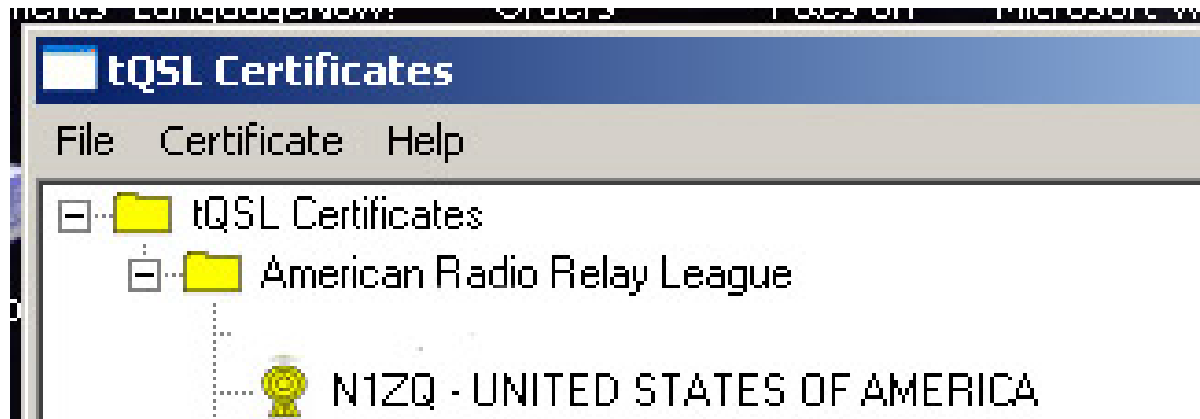 tQSL Certificates
File Certificate Help
tQSL Certificates
American Radio Relay League
N1ZQ - UNITED STATES OF AMERICA